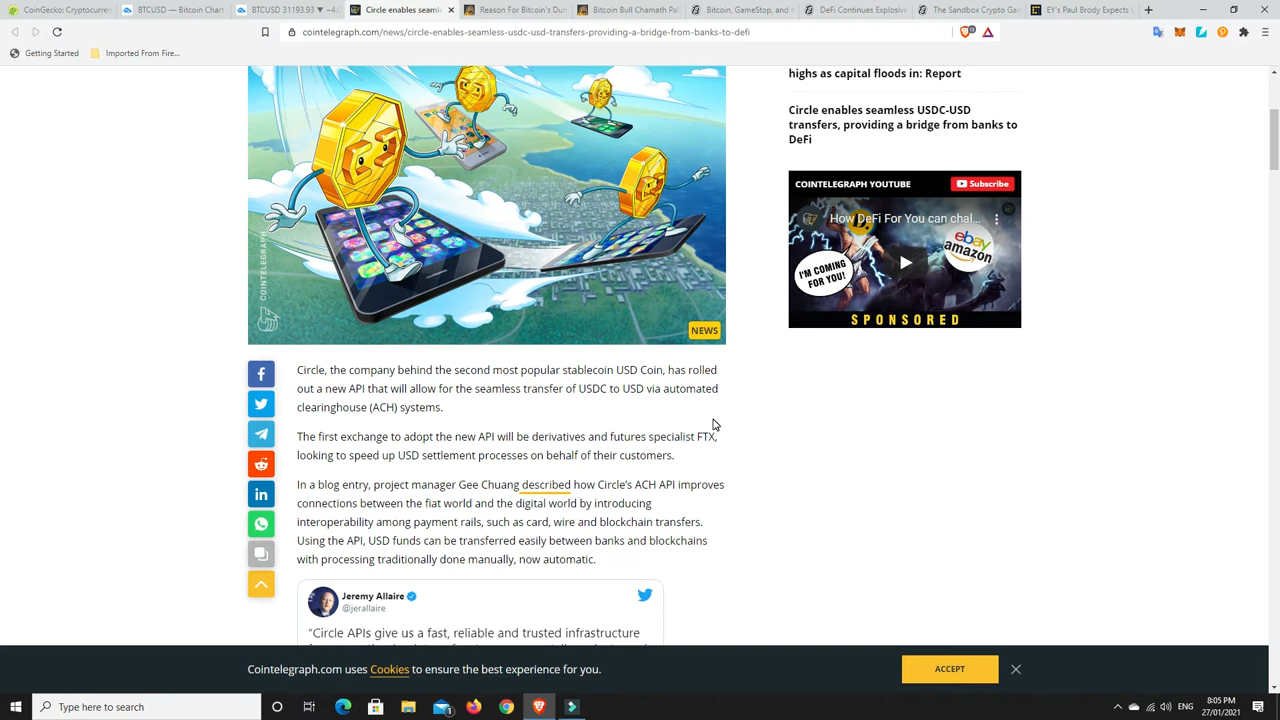 CoinGecko Cryptocurren
BTCUSD — Bitcoin Chart
BTCUSD 31193.93 ▼−4.
Circle enables seaml
Reason For Bitcoin's Dun
Bitcoin Bull Chamath Pal
Bitcoin, GameStop, and t
DeFi Continues Explosive
The Sandbox Crypto Gam
EY's Paul Brody Expects C
cointelegraph.com/news/circle-enables-seamless-usdc-usd-transfers-providing-a-bridge-from-banks-to-defi
Getting Started
Imported From Fire...
highs as capital floods in: Report
Circle enables seamless USDC-USD
transfers, providing a bridge from banks to
DeFi
COINTELEGRAPH YOUTUBE
Subscribe
How DeFi For You can chal...
ebay
amazon
I'M COMING
FOR YOU!
SPONSORED
COINTELEGRAPH
NEWS
Circle, the company behind the second most popular stablecoin USD Coin, has rolled
out a new API that will allow for the seamless transfer of USDC to USD via automated
clearinghouse (ACH) systems.
The first exchange to adopt the new API will be derivatives and futures specialist FTX,
looking to speed up USD settlement processes on behalf of their customers.
In a blog entry, project manager Gee Chuang described how Circle's ACH API improves
connections between the fiat world and the digital world by introducing
interoperability among payment rails, such as card, wire and blockchain transfers.
Using the API, USD funds can be transferred easily between banks and blockchains
with processing traditionally done manually, now automatic.
Jeremy Allaire
@jerallaire
“Circle APIs give us a fast, reliable and trusted infrastructure
Cointelegraph.com uses Cookies to ensure the best experience for you.
ACCEPT
Type here to search
ENG
8:05 PM
27/01/2021